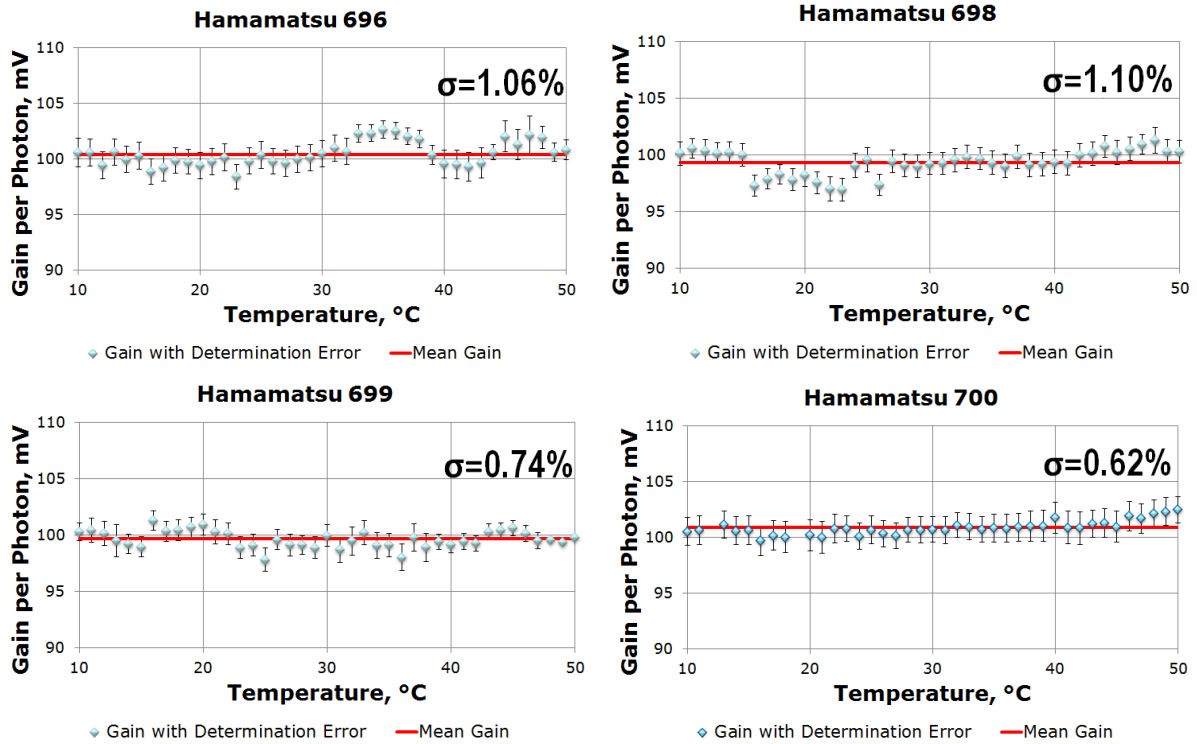 Hamamatsu 696
Gain per Photon, mV
110
105
100
95
90
σ=1.06%
10 20 30 40 50
Temperature, °C
Gain with Determination Error Mean Gain
Hamamatsu 698
Gain per Photon, mV
110
105
100
95
90
σ=1.10%
10 20 30 40 50
Temperature, °C
Gain with Determination Error Mean Gain
Hamamatsu 699
Gain per Photon, mV
110
105
100
95
90
σ=0.74%
10 20 30 40 50
Temperature, °C
Gain with Determination Error Mean Gain
Hamamatsu 700
Gain per Photon, mV
110
105
100
95
90
σ=0.62%
10 20 30 40 50
Temperature, °C
Gain with Determination Error Mean Gain